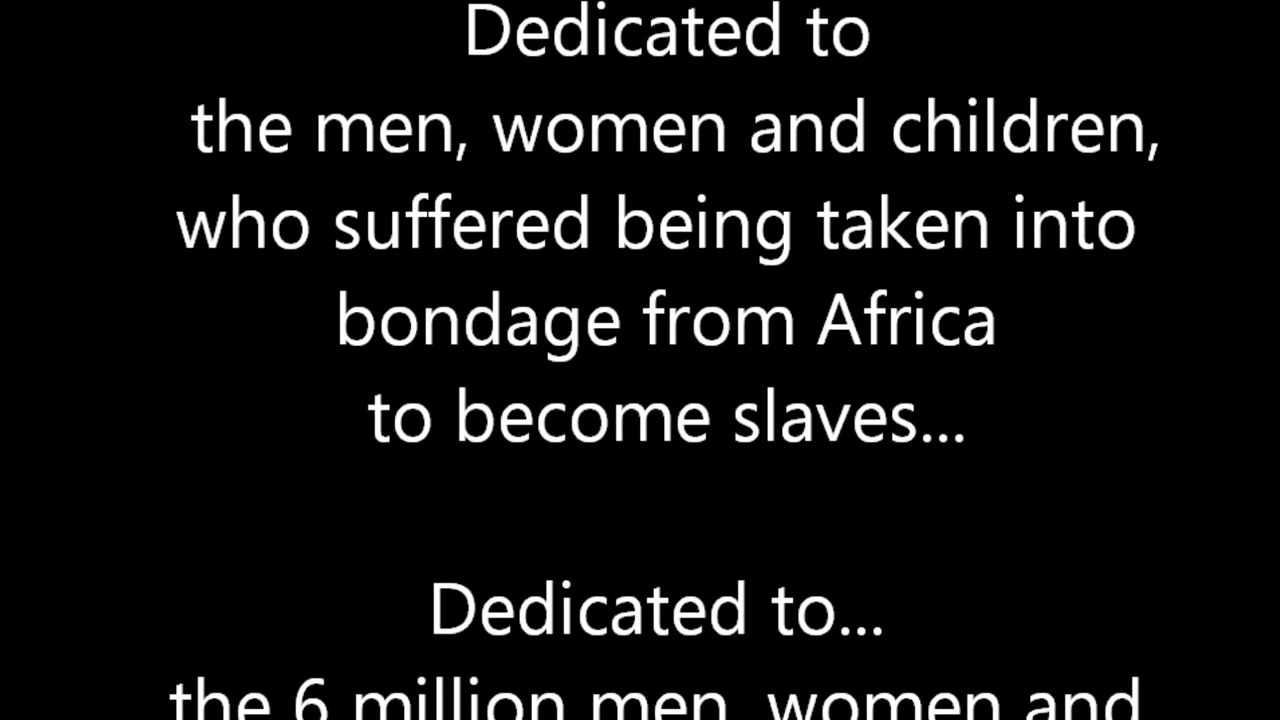 Dedicated to
the men, women and children,
who suffered being taken into
bondage from Africa
to become slaves...
Dedicated to...
the 6 million men, women and